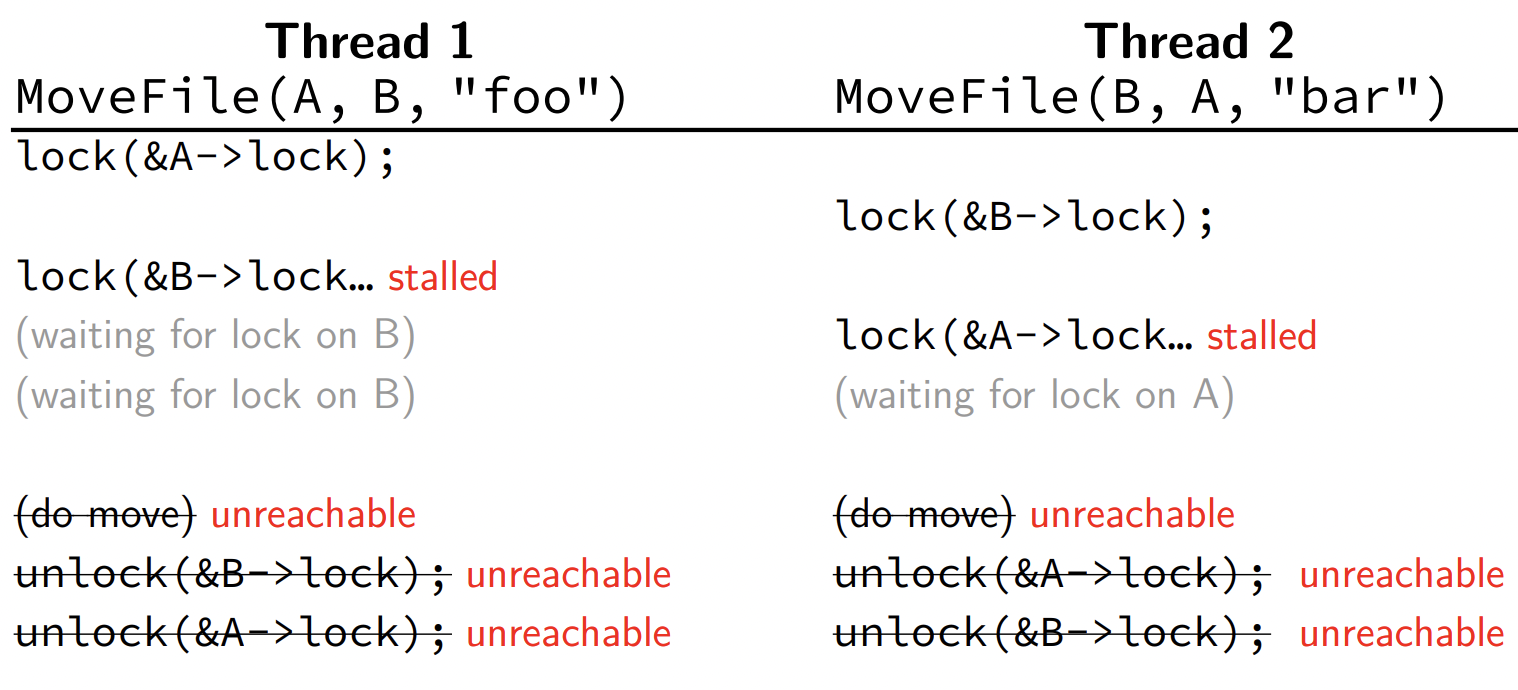 Thread 1 Thread 2
MoveFile(A, B, "foo") MoveFile(B, A, "bar")
lock(&A->lock);
lock(&B->lock);
lock(&B->lock… stalled
(waiting for lock on B) lock(&A->lock… stalled
(waiting for lock on B) (waiting for lock on A)
(do move) unreachable (do move) unreachable
unlock(&B->lock); unreachable unlock(&A->lock); unreachable
unlock(&A->lock); unreachable unlock(&B->lock); unreachable